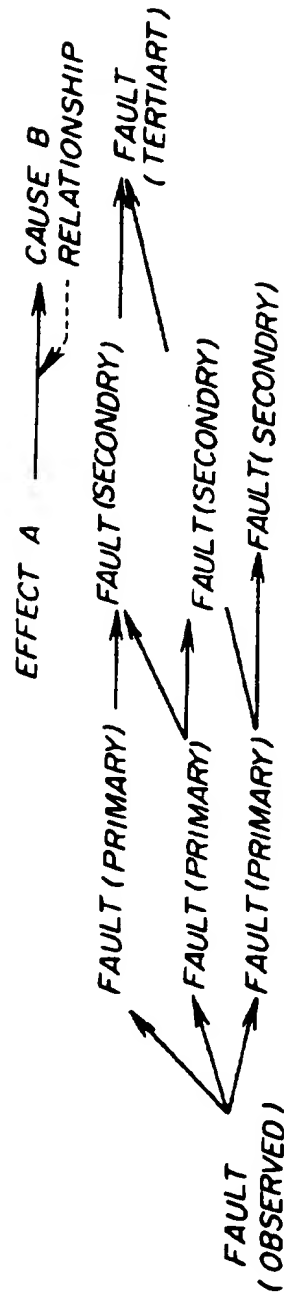 EFFECT A
CAUSE B
RELATIONSHIP
FAULT (PRIMARY)
FAULT (SECONDRY)
FAULT
(TERTIART)
FAULT (PRIMARY)
FAULT (SECONDRY)
FAULT
(OBSERVED)
FAULT (PRIMARY)
FAULT (SECONDRY)